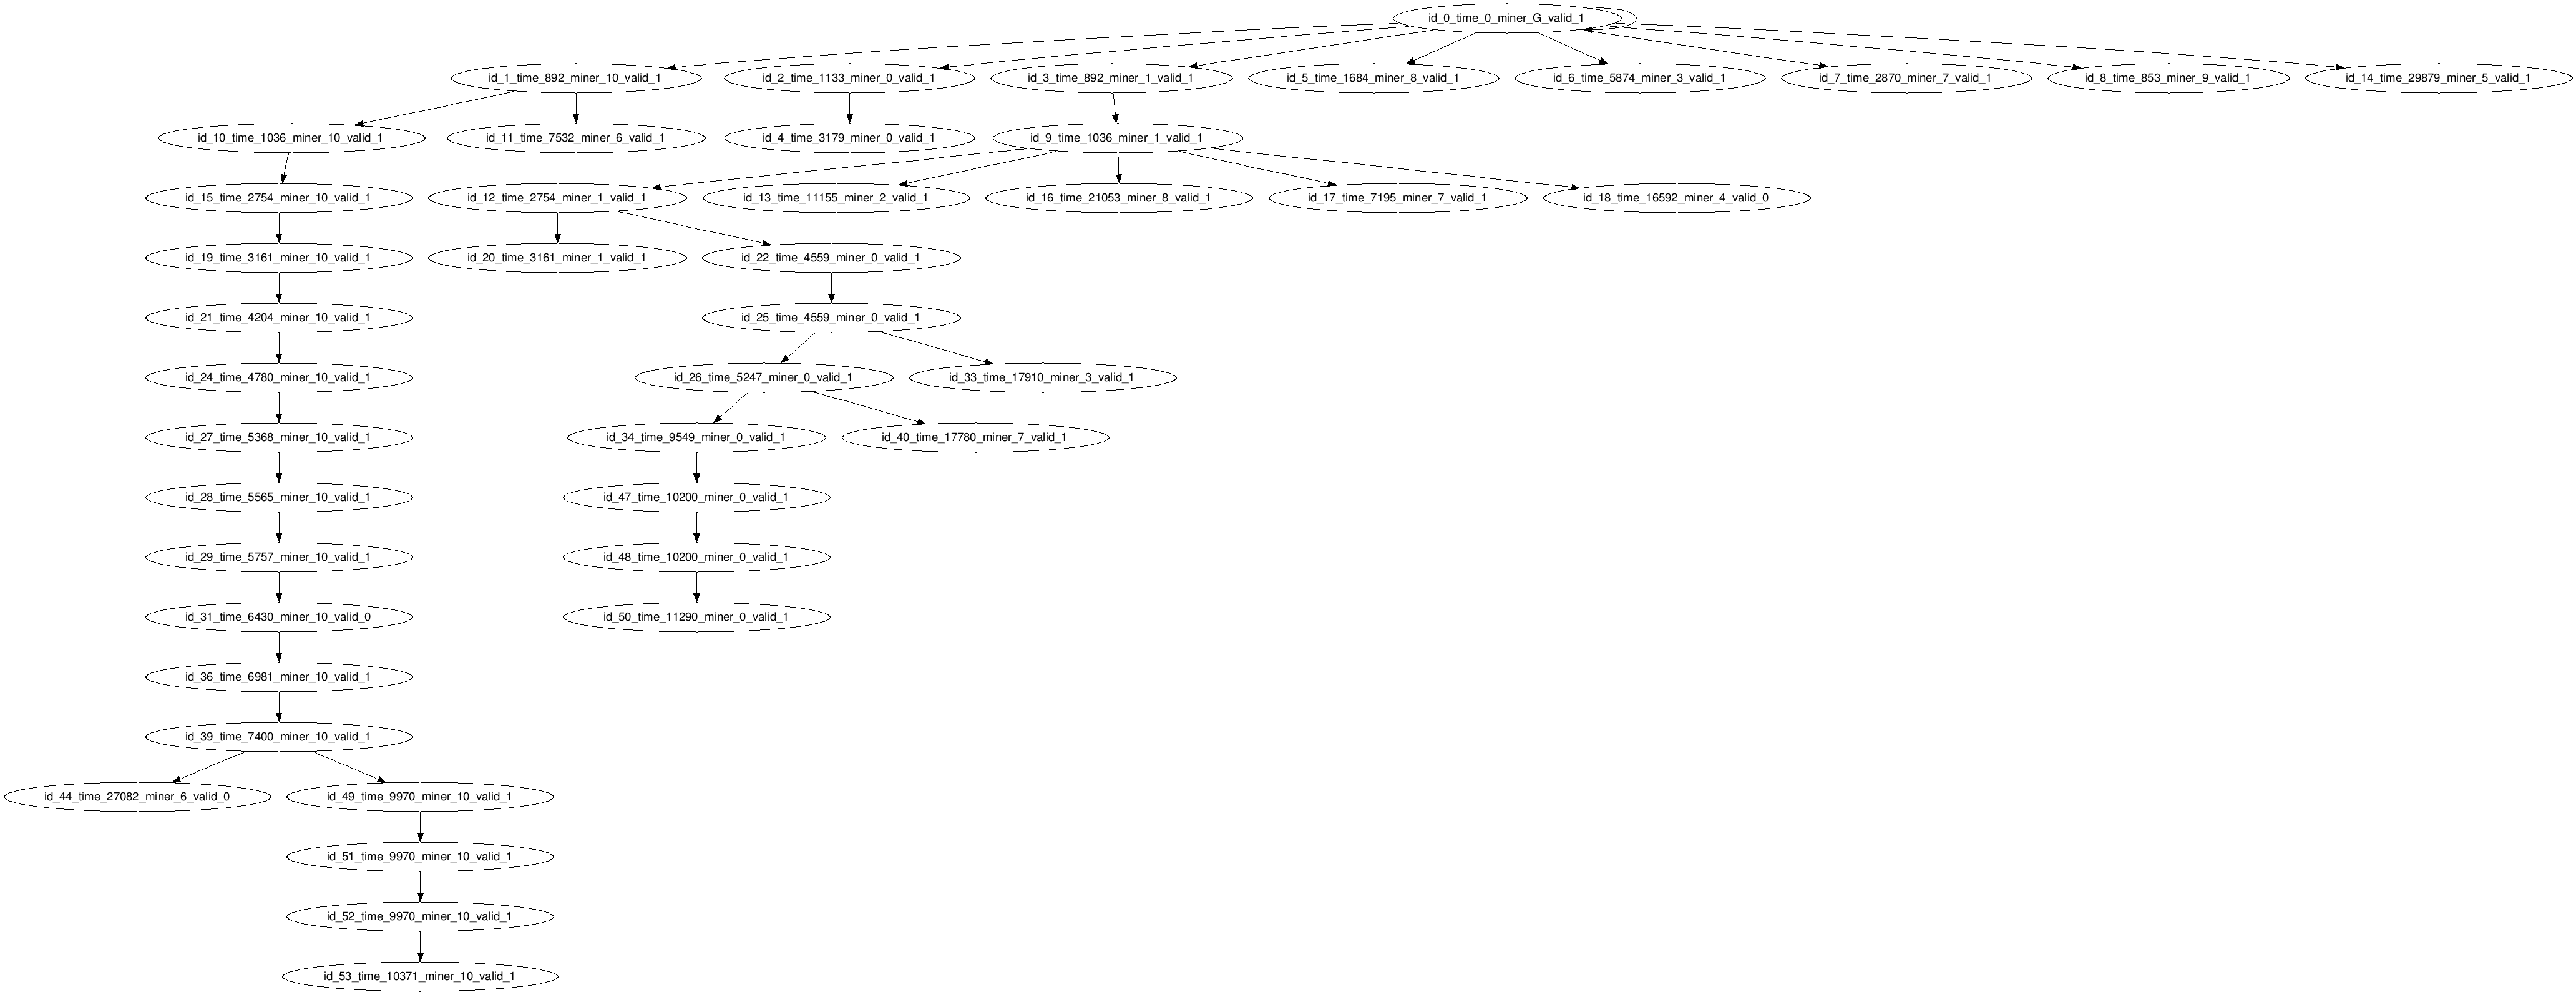 id_0_time_0_miner_G_valid_1
id_1_time_892_miner_10_valid_1
id_2_time_1133_miner_0_valid_1
id_3_time_892_miner_1_valid_1
id_5_time_1684_miner_8_valid_1
id_6_time_5874_miner_3_valid_1
id_7_time_2870_miner_7_valid_1
id_8_time_853_miner_9_valid_1
id_14_time_29879_miner_5_valid_1
id_10_time_1036_miner_10_valid_1
id_11_time_7532_miner_6_valid_1
id_4_time_3179_miner_0_valid_1
id_9_time_1036_miner_1_valid_1
id_15_time_2754_miner_10_valid_1
id_12_time_2754_miner_1_valid_1
id_13_time_11155_miner_2_valid_1
id_16_time_21053_miner_8_valid_1
id_17_time_7195_miner_7_valid_1
id_18_time_16592_miner_4_valid_0
id_19_time_3161_miner_10_valid_1
id_20_time_3161_miner_1_valid_1
id_22_time_4559_miner_0_valid_1
id_21_time_4204_miner_10_valid_1
id_25_time_4559_miner_0_valid_1
id_24_time_4780_miner_10_valid_1
id_26_time_5247_miner_0_valid_1
id_33_time_17910_miner_3_valid_1
id_27_time_5368_miner_10_valid_1
id_34_time_9549_miner_0_valid_1
id_40_time_17780_miner_7_valid_1
id_28_time_5565_miner_10_valid_1
id_47_time_10200_miner_0_valid_1
id_29_time_5757_miner_10_valid_1
id_48_time_10200_miner_0_valid_1
id_31_time_6430_miner_10_valid_0
id_50_time_11290_miner_0_valid_1
id_36_time_6981_miner_10_valid_1
id_39_time_7400_miner_10_valid_1
id_44_time_27082_miner_6_valid_0
id_49_time_9970_miner_10_valid_1
id_51_time_9970_miner_10_valid_1
id_52_time_9970_miner_10_valid_1
id_53_time_10371_miner_10_valid_1